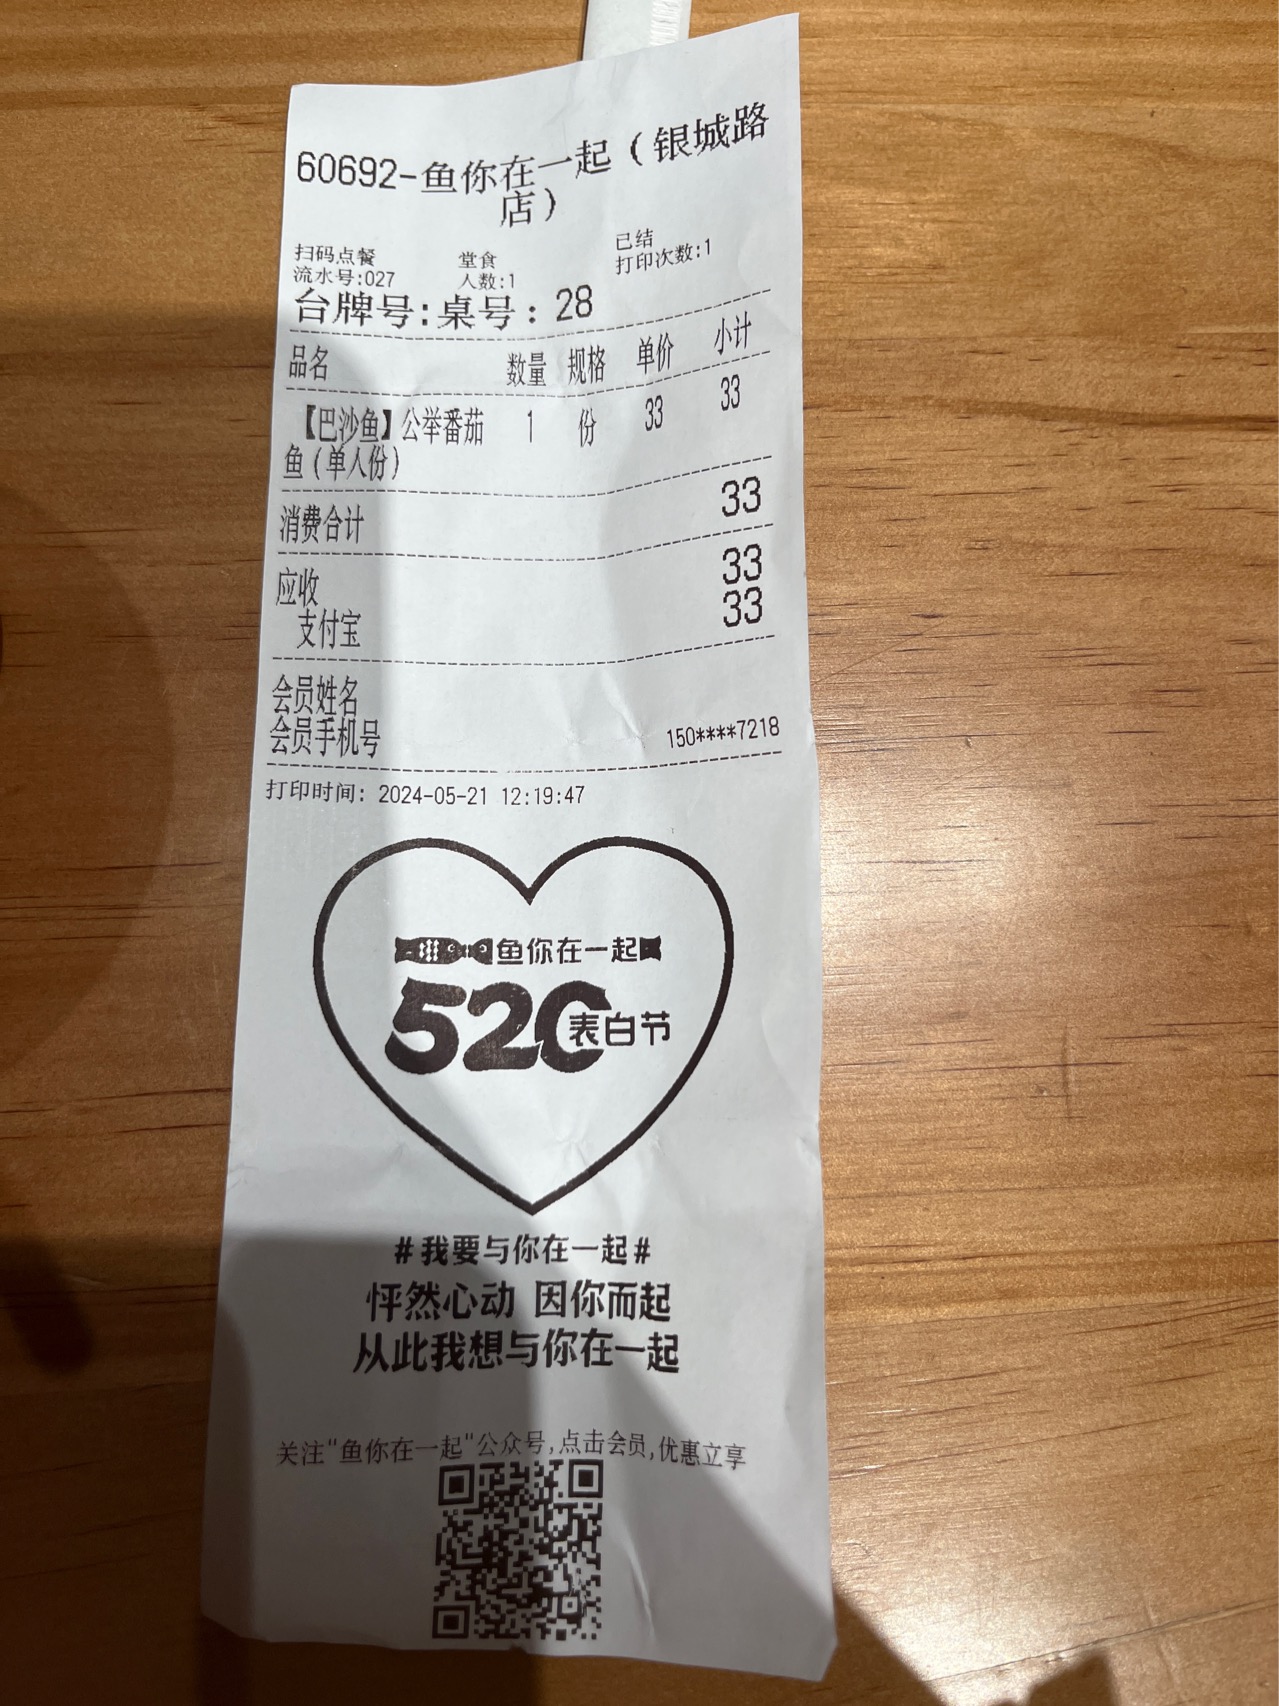 60692-鱼你在一起（银城路
店）
扫码点餐 堂食 已结
流水号:027 人数:1 打印次数:1
台牌号:桌号: 28
品名 数量 规格 单价 小计
【巴沙鱼】公举番茄 1 份 33 33
鱼(单人份)
消费合计 33
应收 33
支付宝 33
会员姓名
会员手机号 150****7218
打印时间: 2024-05-21 12:19:47
鱼你在一起
520表白节
#我要与你在一起#
怦然心动 因你而起
从此我想与你在一起
关注"鱼你在一起"公众号,点击会员,优惠立享